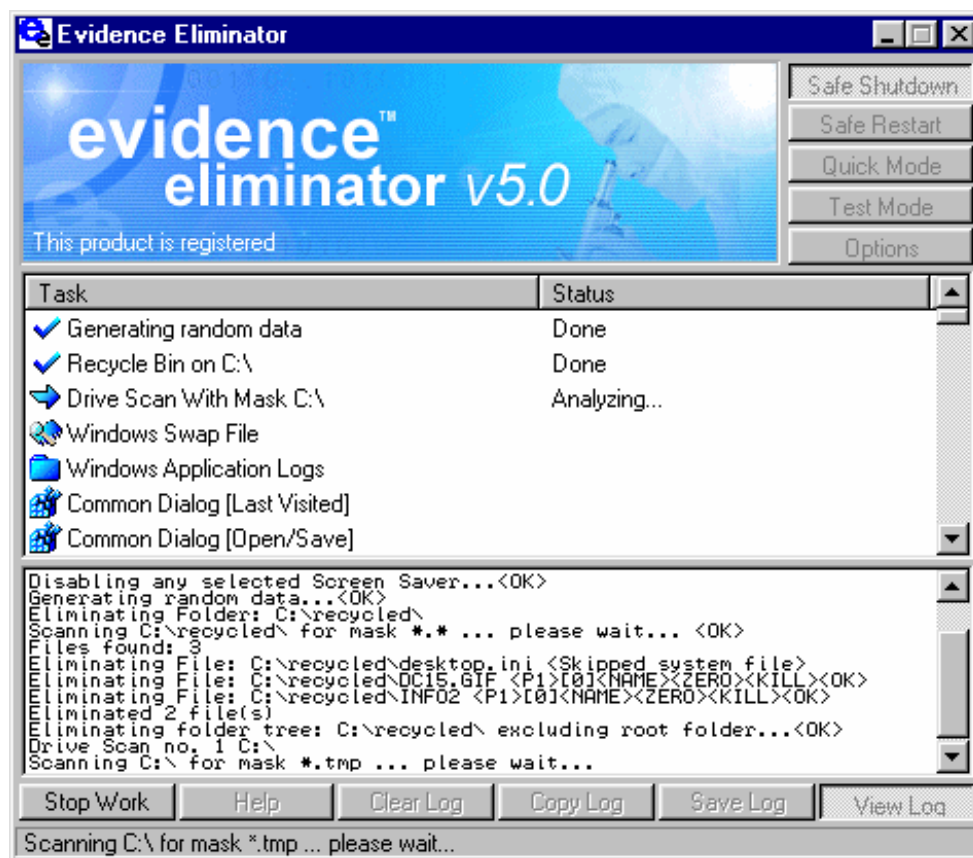 Evidence Eliminator
evidence™
eliminator v5.0
This product is registered
Safe Shutdown
Safe Restart
Quick Mode
Test Mode
Options
Task Status
Generating random data Done
Recycle Bin on C:\ Done
Drive Scan With Mask C:\ Analyzing...
Windows Swap File
Windows Application Logs
Common Dialog [Last Visited]
Common Dialog [Open/Save]
Disabling any selected Screen Saver...<OK>
Generating random data...<OK>
Eliminating Folder: C:\recycled\
Scanning C:\recycled\ for mask *.* ... please wait... <OK>
Files found: 3
Eliminating File: C:\recycled\desktop.ini <Skipped system file>
Eliminating File: C:\recycled\DC15.GIF <P1>[0]<NAME><ZERO><KILL><OK>
Eliminating File: C:\recycled\INFO2 <P1>[0]<NAME><ZERO><KILL><OK>
Eliminated 2 file(s)
Eliminating folder tree: C:\recycled\ excluding root folder...<OK>
Drive Scan no. 1 C:\
Scanning C:\ for mask *.tmp ... please wait...
Stop Work Help Clear Log Copy Log Save Log View Log
Scanning C:\ for mask *.tmp ... please wait...